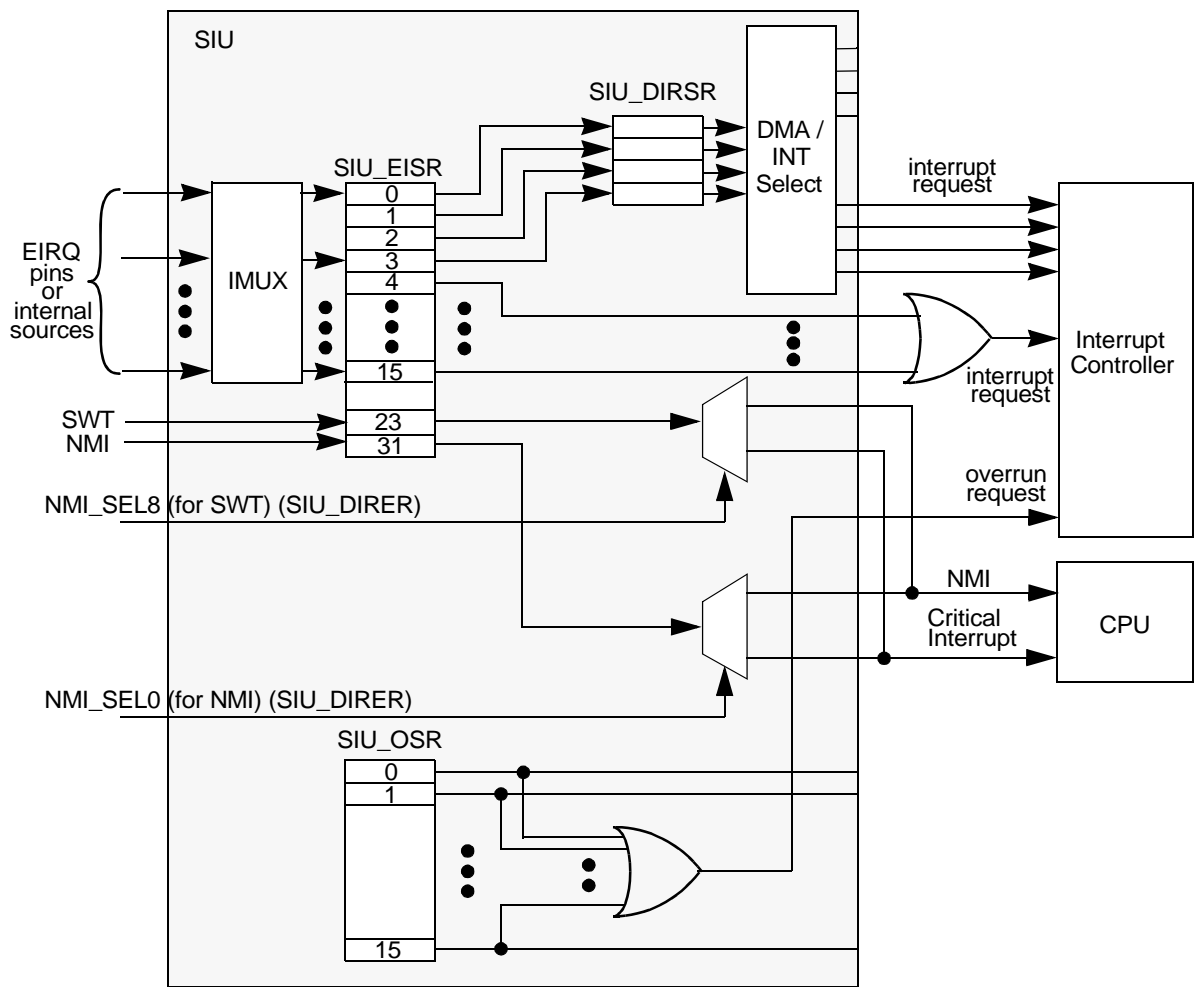 SIU
SIU_DIRSR
DMA /
INT
Select
SIU_EISR
0
1
2
3
4
15
23
31
EIRQ
pins
or
internal
sources
IMUX
interrupt
request
Interrupt
Controller
interrupt
request
SWT
NMI
NMI_SEL8 (for SWT) (SIU_DIRER)
overrun
request
NMI
Critical
Interrupt
CPU
NMI_SEL0 (for NMI) (SIU_DIRER)
SIU_OSR
0
1
15